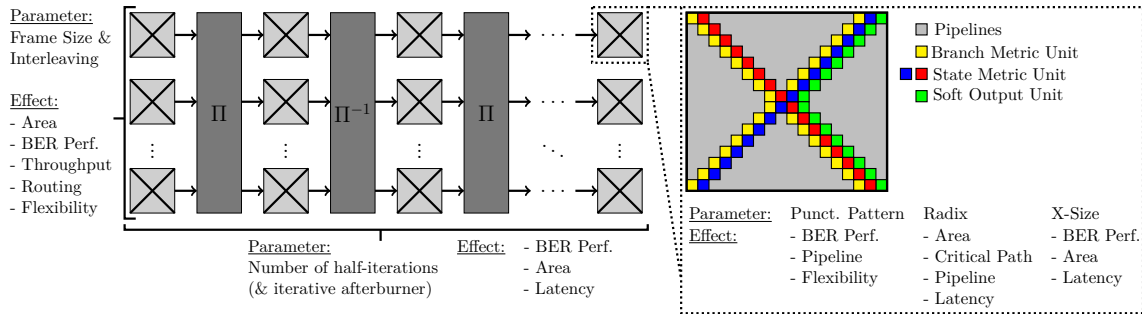 Parameter:
Frame Size &
Interleaving
Effect:
- Area
- BER Perf.
- Throughput
- Routing
- Flexibility
Π
Π⁻¹
Π
Parameter:
Number of half-iterations
(& iterative afterburner)
Effect:
- BER Perf.
- Area
- Latency
Pipelines
Branch Metric Unit
State Metric Unit
Soft Output Unit
Parameter: Punct. Pattern Radix X-Size
Effect: - BER Perf. - Area - BER Perf.
- Pipeline - Critical Path - Area
- Flexibility - Pipeline - Latency
- Latency